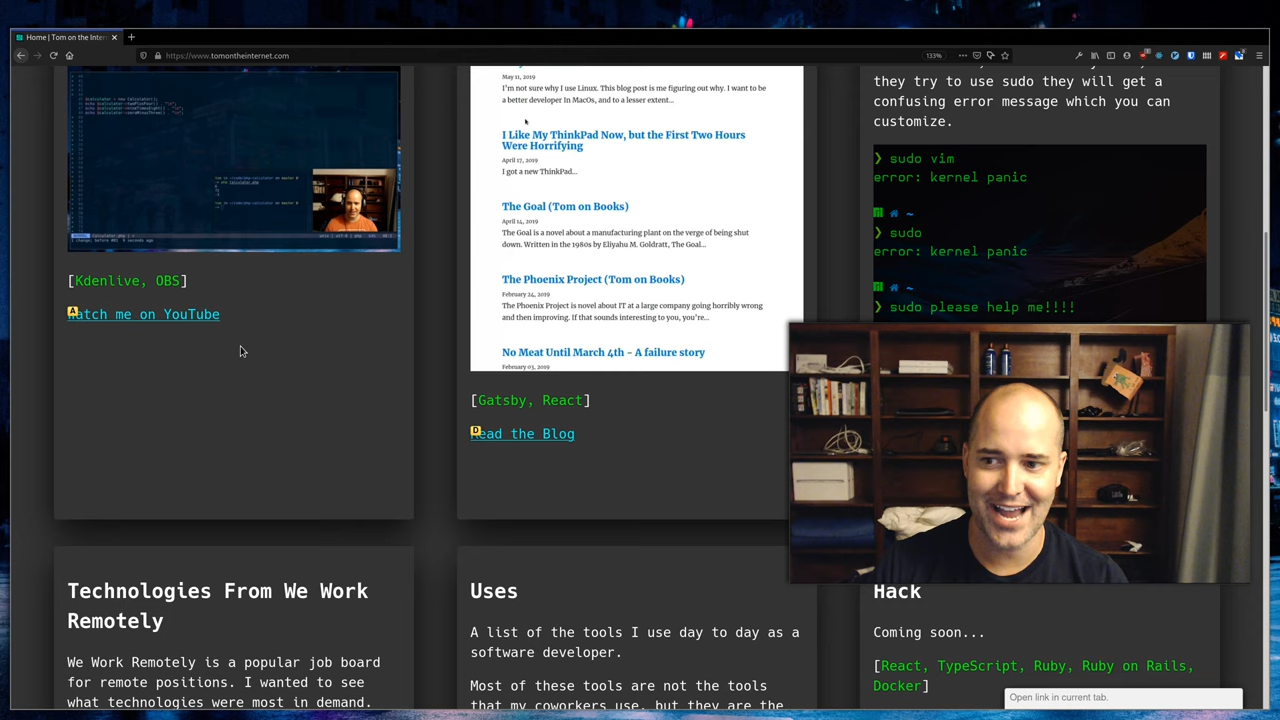 Home | Tom on the Inter
https://www.tomontheinternet.com
133%
[Kdenlive, OBS]
atch me on YouTube
May 11, 2019
I'm not sure why I use Linux. This blog post is me figuring out why. I want to be
a better developer In MacOs, and to a lesser extent...
I Like My ThinkPad Now, but the First Two Hours
Were Horrifying
April 17, 2019
I got a new ThinkPad...
The Goal (Tom on Books)
April 14, 2019
The Goal is a novel about a manufacturing plant on the verge of being shut
down. Written in the 1980s by Eliyahu M. Goldratt, The Goal...
The Phoenix Project (Tom on Books)
February 24, 2019
The Phoenix Project is novel about IT at a large company going horribly wrong
and then improving. If that sounds interesting to you, you're...
No Meat Until March 4th - A failure story
February 03, 2019
[Gatsby, React]
D
ead the Blog
they try to use sudo they will get a
confusing error message which you can
customize.
❯ sudo vim
error: kernel panic
~
❯ sudo
error: kernel panic
~
❯ sudo please help me!!!!
Technologies From We Work
Remotely
We Work Remotely is a popular job board
for remote positions. I wanted to see
what technologies were most in demand.
Uses
A list of the tools I use day to day as a
software developer.
Most of these tools are not the tools
that my coworkers use, but they are the
Hack
Coming soon...
[React, TypeScript, Ruby, Ruby on Rails,
Docker]
Open link in current tab.